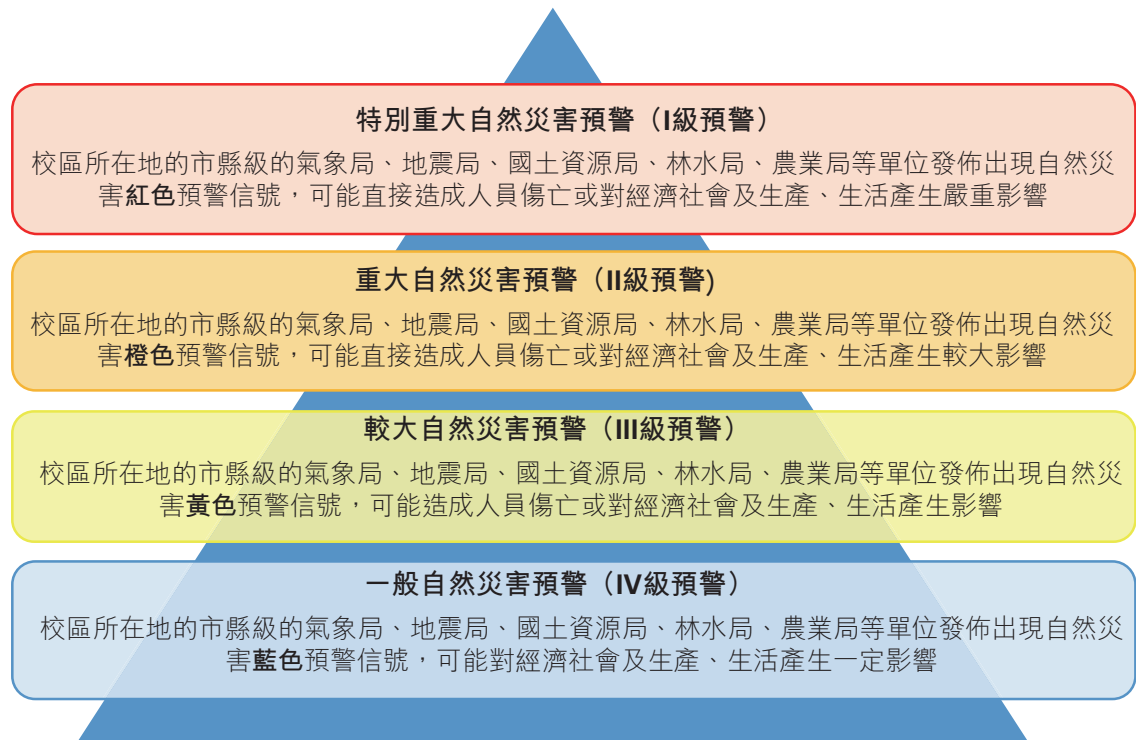 特別重大自然災害預警（I級預警）
校區所在地的市縣級的氣象局、地震局、國土資源局、林水局、農業局等單位發佈出現自然災
害紅色預警信號，可能直接造成人員傷亡或對經濟社會及生產、生活產生嚴重影響
重大自然災害預警（II級預警)
校區所在地的市縣級的氣象局、地震局、國土資源局、林水局、農業局等單位發佈出現自然災
害橙色預警信號，可能直接造成人員傷亡或對經濟社會及生產、生活產生較大影響
較大自然災害預警（III級預警）
校區所在地的市縣級的氣象局、地震局、國土資源局、林水局、農業局等單位發佈出現自然災
害黃色預警信號，可能造成人員傷亡或對經濟社會及生產、生活產生影響
一般自然災害預警（IV級預警）
校區所在地的市縣級的氣象局、地震局、國土資源局、林水局、農業局等單位發佈出現自然災
害藍色預警信號，可能對經濟社會及生產、生活產生一定影響